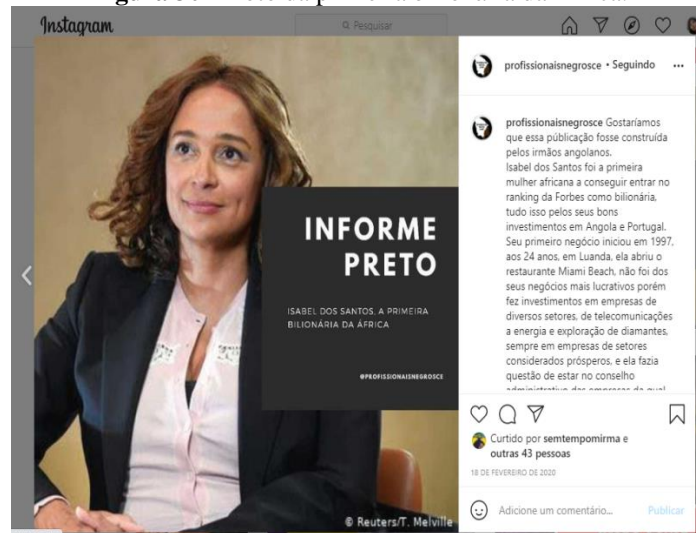 Instagram
Pesquisar
profissionaisnegrosce • Seguindo
INFORME
PRETO
ISABEL DOS SANTOS, A PRIMEIRA
BILIONÁRIA DA ÁFRICA
@PROFISSIONAISNEGROSCE
© Reuters/T. Melville
profissionaisnegrosce Gostaríamos
que essa públicação fosse construída
pelos irmãos angolanos.
Isabel dos Santos foi a primeira
mulher africana a conseguir entrar no
ranking da Forbes como bilionária,
tudo isso pelos seus bons
investimentos em Angola e Portugal.
Seu primeiro negócio iniciou em 1997,
aos 24 anos, em Luanda, ela abriu o
restaurante Miami Beach, não foi dos
seus negócios mais lucrativos porém
fez investimentos em empresas de
diversos setores, de telecomunicações
a energia e exploração de diamantes,
sempre em empresas de setores
considerados prósperos, e ela fazia
questão de estar no conselho
administrativo das empresas da qual
Curtido por semtempomirma e
outras 43 pessoas
18 DE FEVEREIRO DE 2020
Adicione um comentário...
Publicar